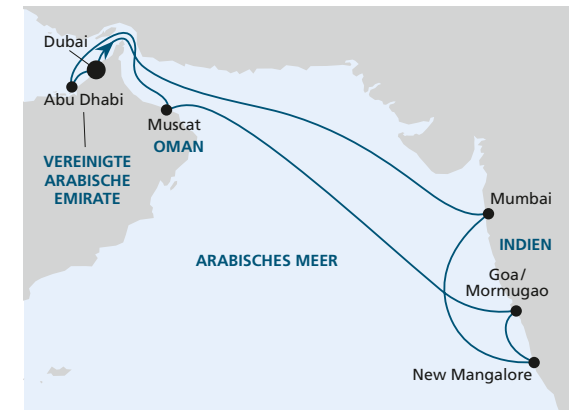 Dubai
Abu Dhabi
Muscat
OMAN
VEREINIGTE
ARABISCHE
EMIRATE
Mumbai
INDIEN
ARABISCHES MEER
Goa/
Mormugao
New Mangalore